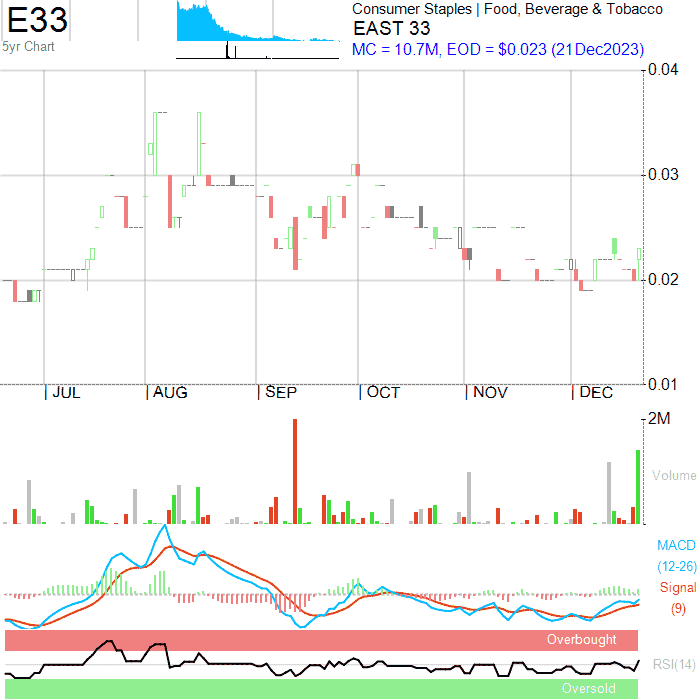 E33
5yr Chart
Consumer Staples | Food, Beverage & Tobacco
EAST 33
MC = 10.7M, EOD = $0.023 (21Dec2023)
0.04
0.03
0.02
0.01
JUL AUG SEP OCT NOV DEC
2M
Volume
MACD
(12-26)
Signal
(9)
Overbought
RSI(14)
Oversold